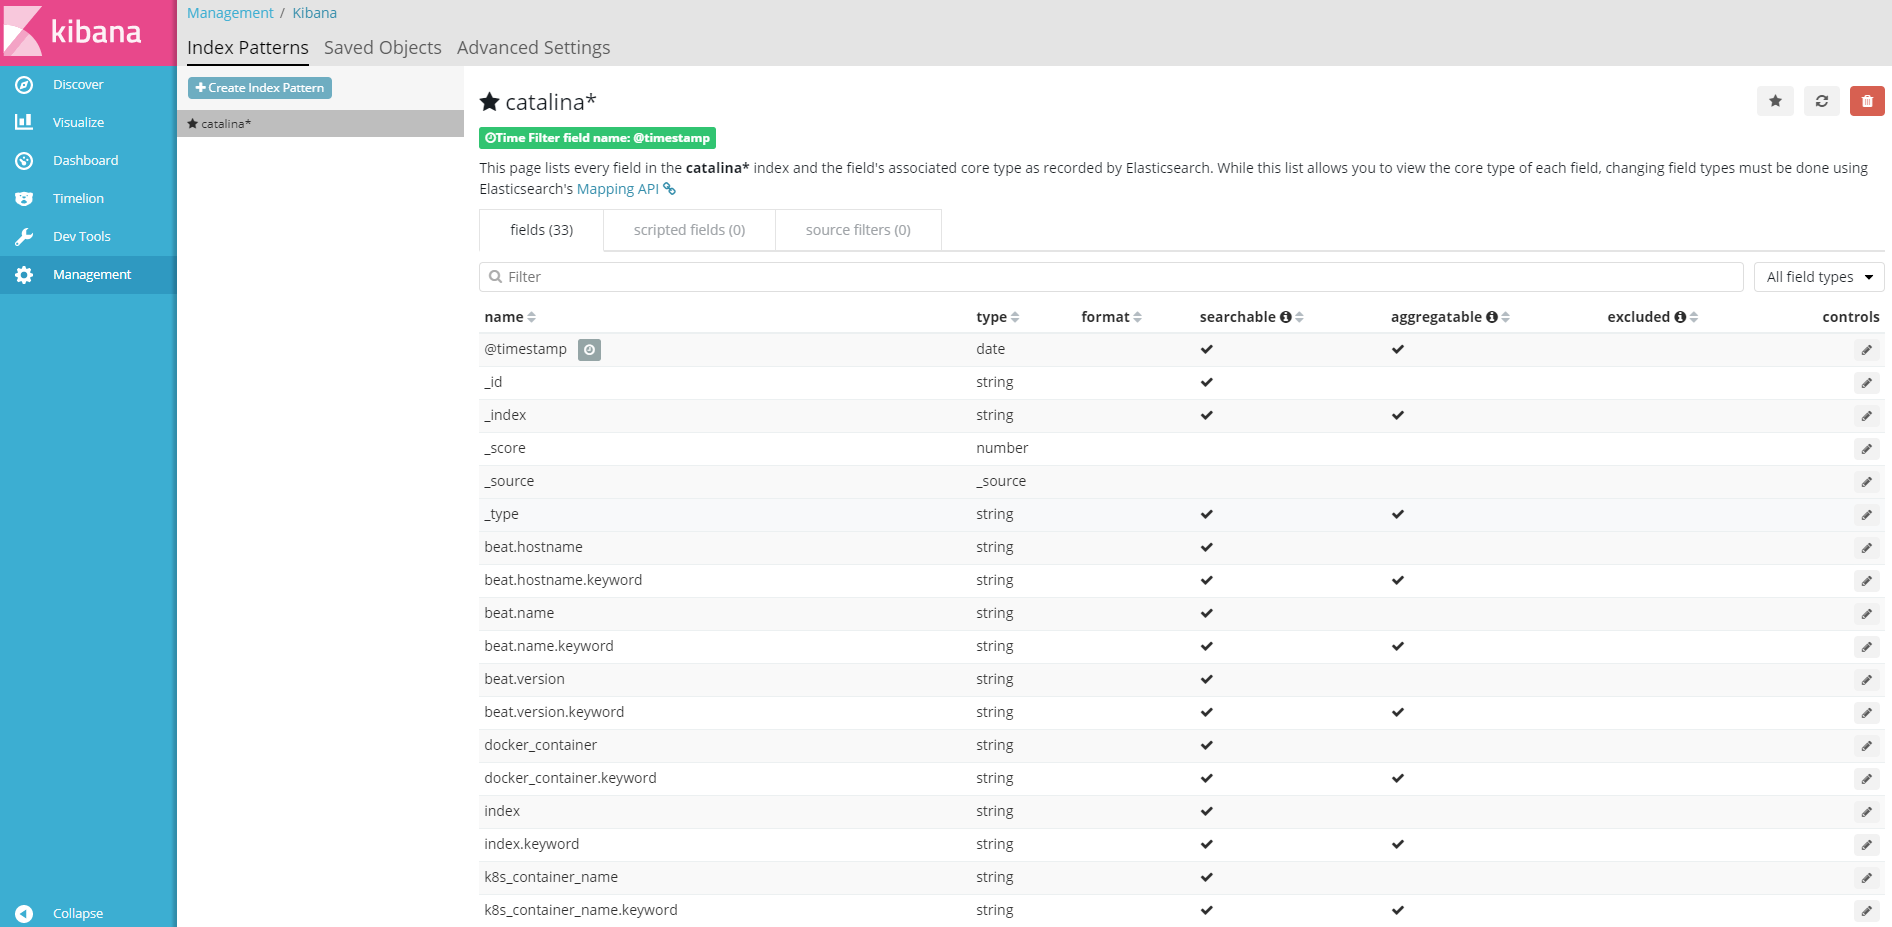 kibana
Discover
Visualize
Dashboard
Timelion
Dev Tools
Management
Collapse
Management / Kibana
Index Patterns Saved Objects Advanced Settings
Create Index Pattern
catalina*
catalina*
Time Filter field name: @timestamp
This page lists every field in the catalina* index and the field's associated core type as recorded by Elasticsearch. While this list allows you to view the core type of each field, changing field types must be done using
Elasticsearch's Mapping API
fields (33) scripted fields (0) source filters (0)
Filter All field types
name type format searchable aggregatable excluded controls
@timestamp date
_id string
_index string
_score number
_source _source
_type string
beat.hostname string
beat.hostname.keyword string
beat.name string
beat.name.keyword string
beat.version string
beat.version.keyword string
docker_container string
docker_container.keyword string
index string
index.keyword string
k8s_container_name string
k8s_container_name.keyword string